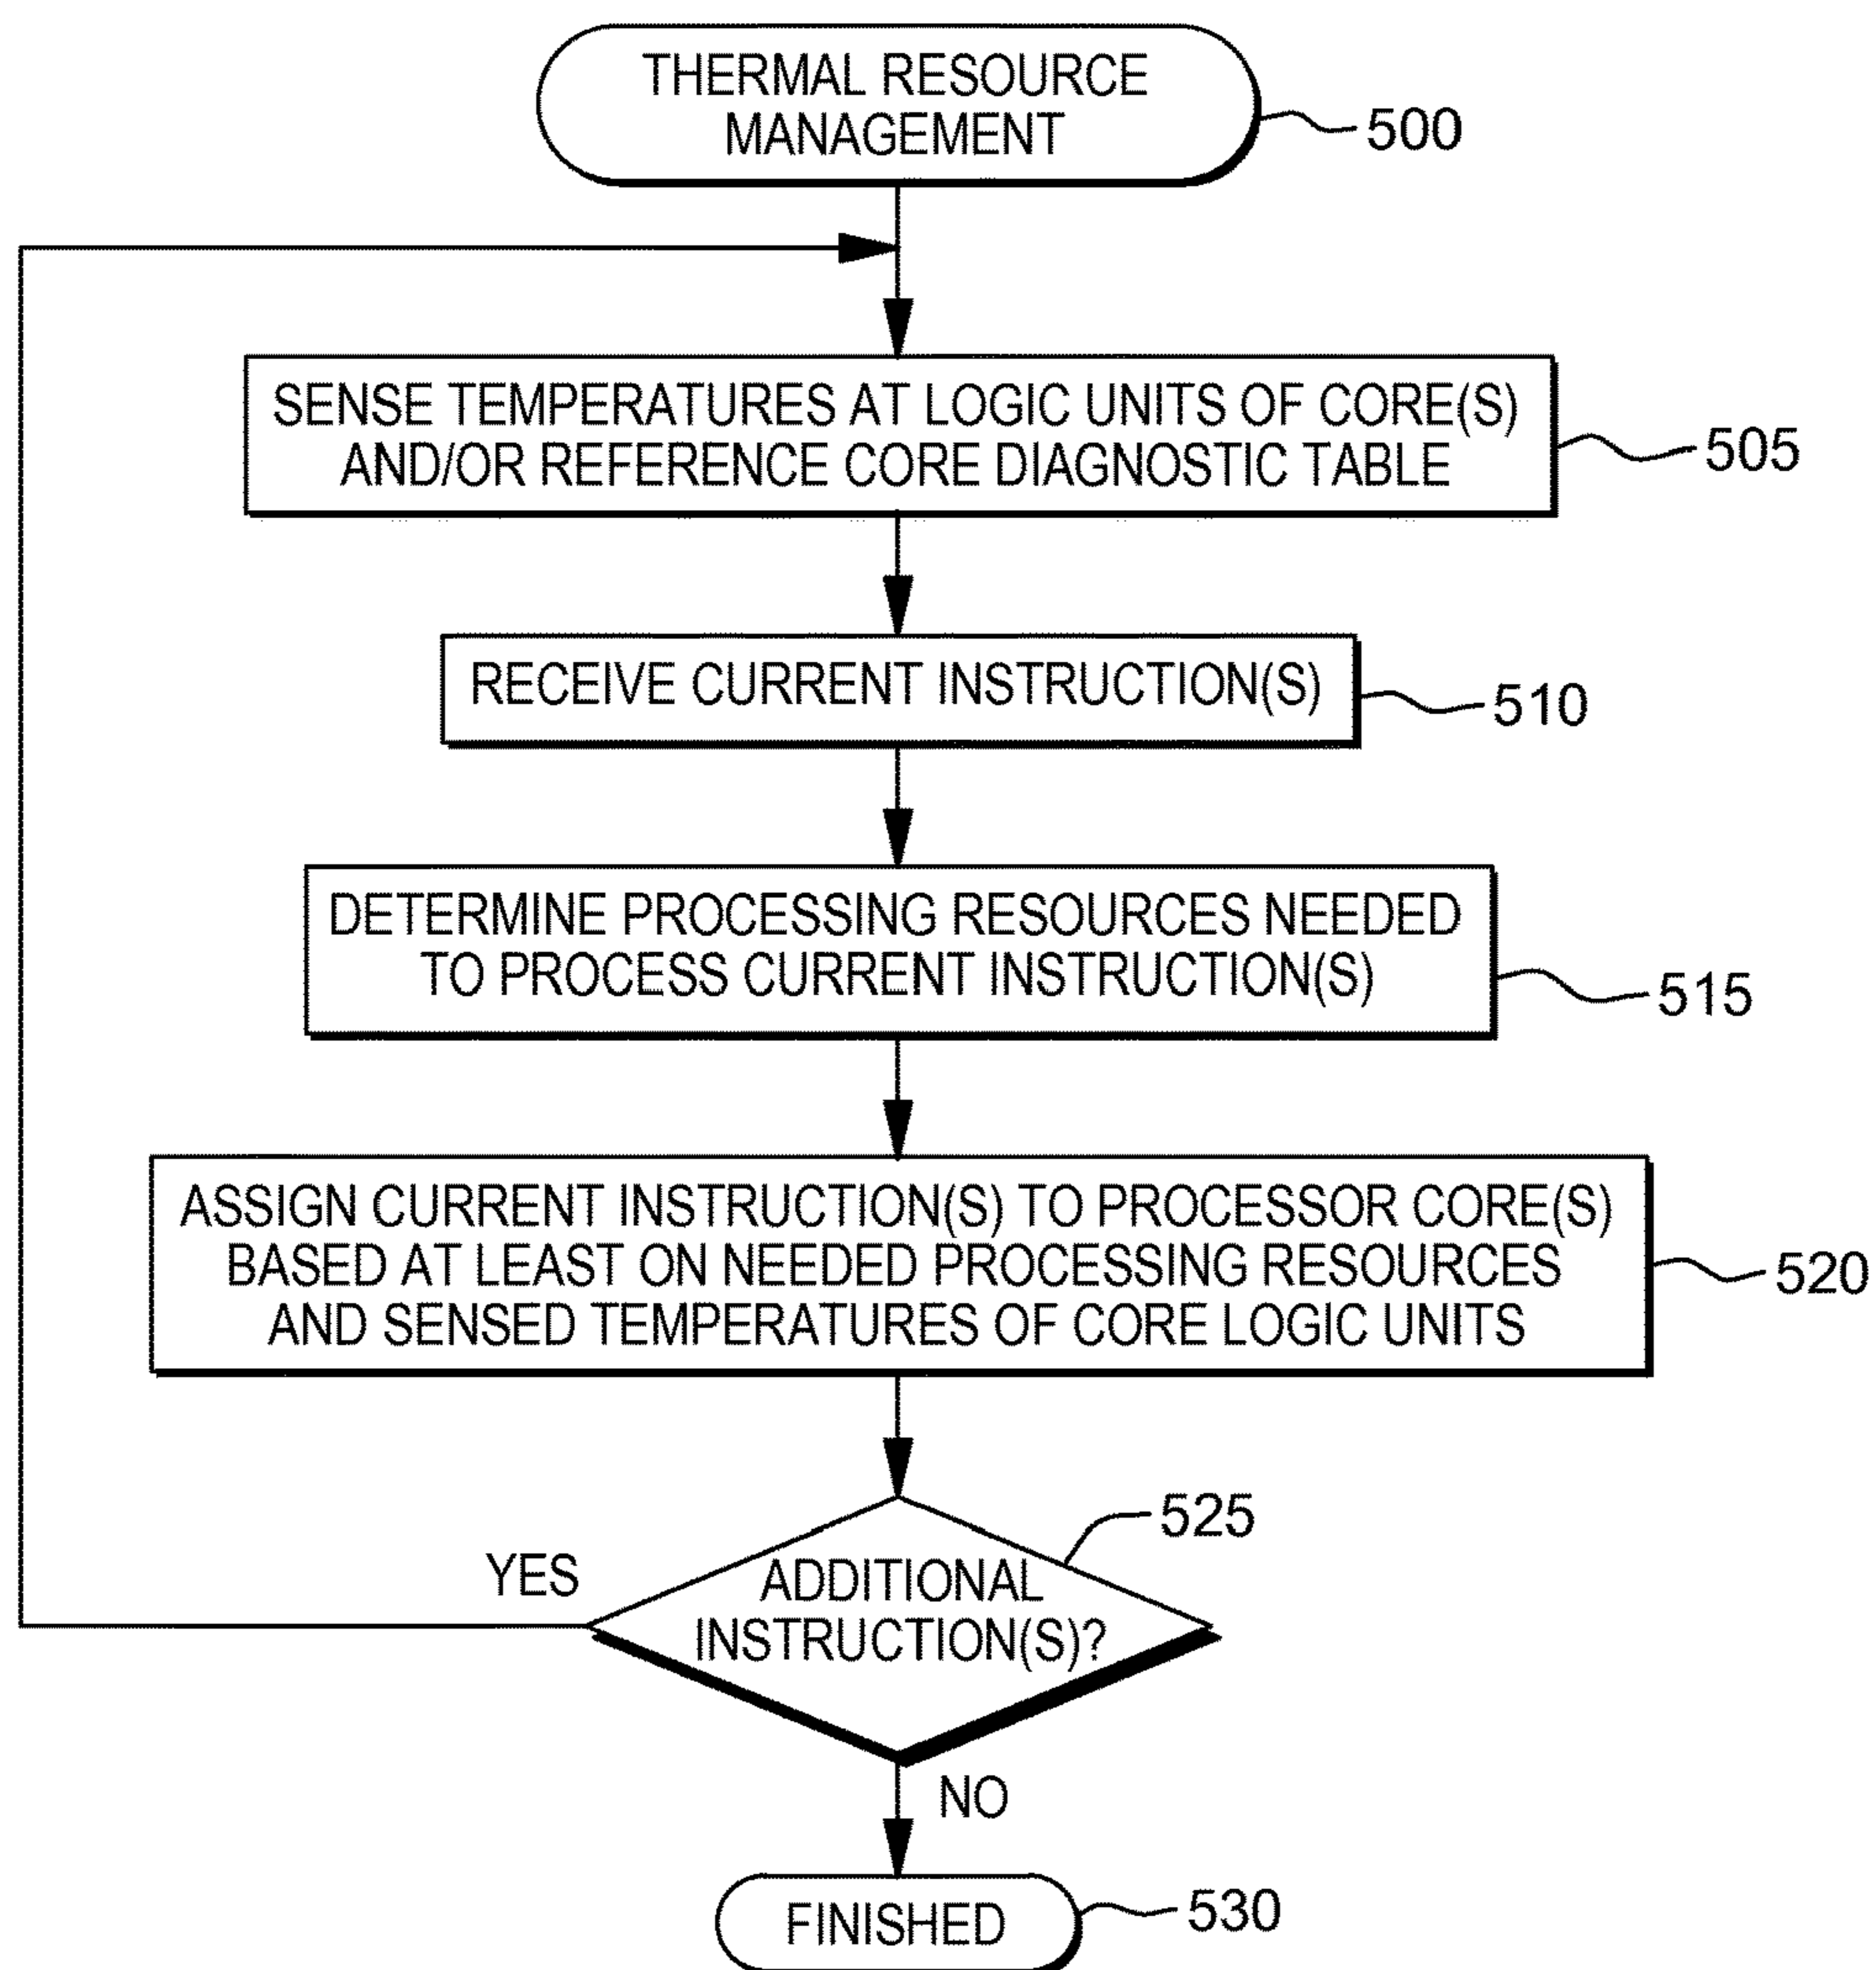 THERMAL RESOURCE
MANAGEMENT
500
SENSE TEMPERATURES AT LOGIC UNITS OF CORE(S)
AND/OR REFERENCE CORE DIAGNOSTIC TABLE
505
RECEIVE CURRENT INSTRUCTION(S)
510
DETERMINE PROCESSING RESOURCES NEEDED
TO PROCESS CURRENT INSTRUCTION(S)
515
ASSIGN CURRENT INSTRUCTION(S) TO PROCESSOR CORE(S)
BASED AT LEAST ON NEEDED PROCESSING RESOURCES
AND SENSED TEMPERATURES OF CORE LOGIC UNITS
520
525
YES
ADDITIONAL
INSTRUCTION(S)?
NO
FINISHED
530